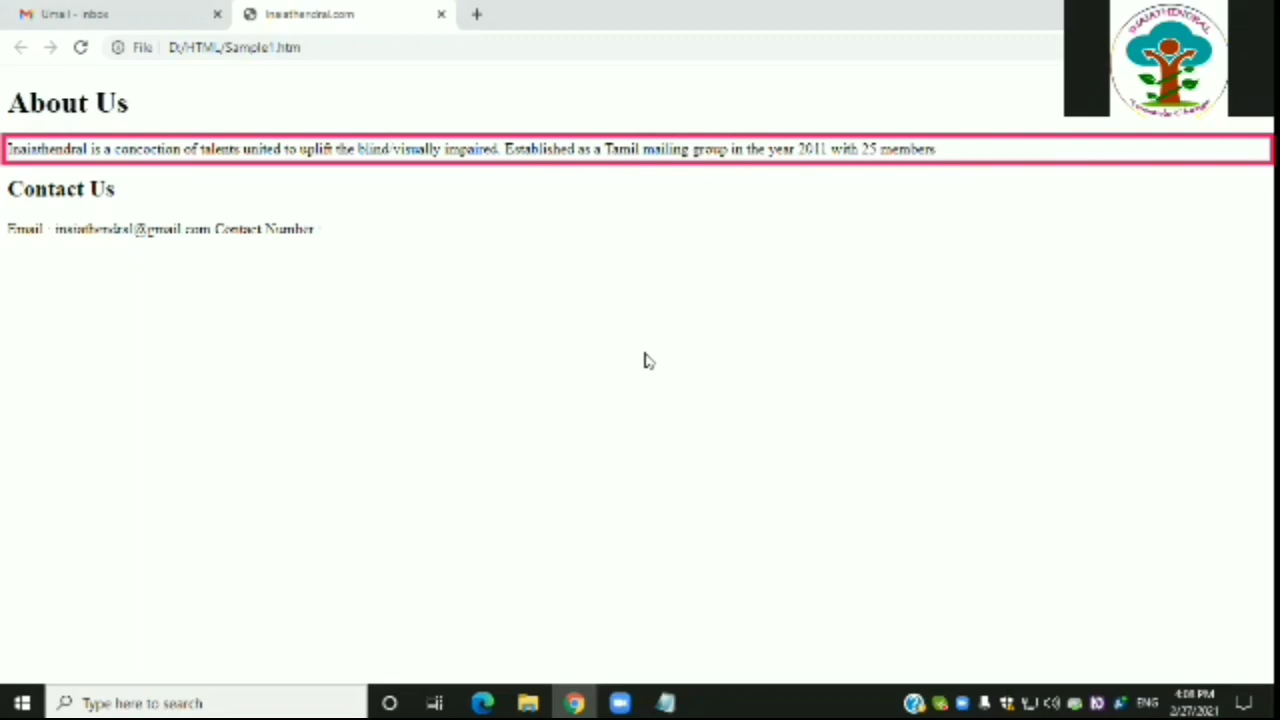 Gmail - Inbox
Inaiathendral.com
File
D:/HTML/Sample1.htm
INAIATHENDRAL
About Us
Inaiathendral is a concoction of talents united to uplift the blind/visually impaired. Established as a Tamil mailing group in the year 2011 with 25 members
Contact Us
Email : inaiathendral@gmail.com Contact Number :
Type here to search
ENG
4:08 PM
2/27/2021